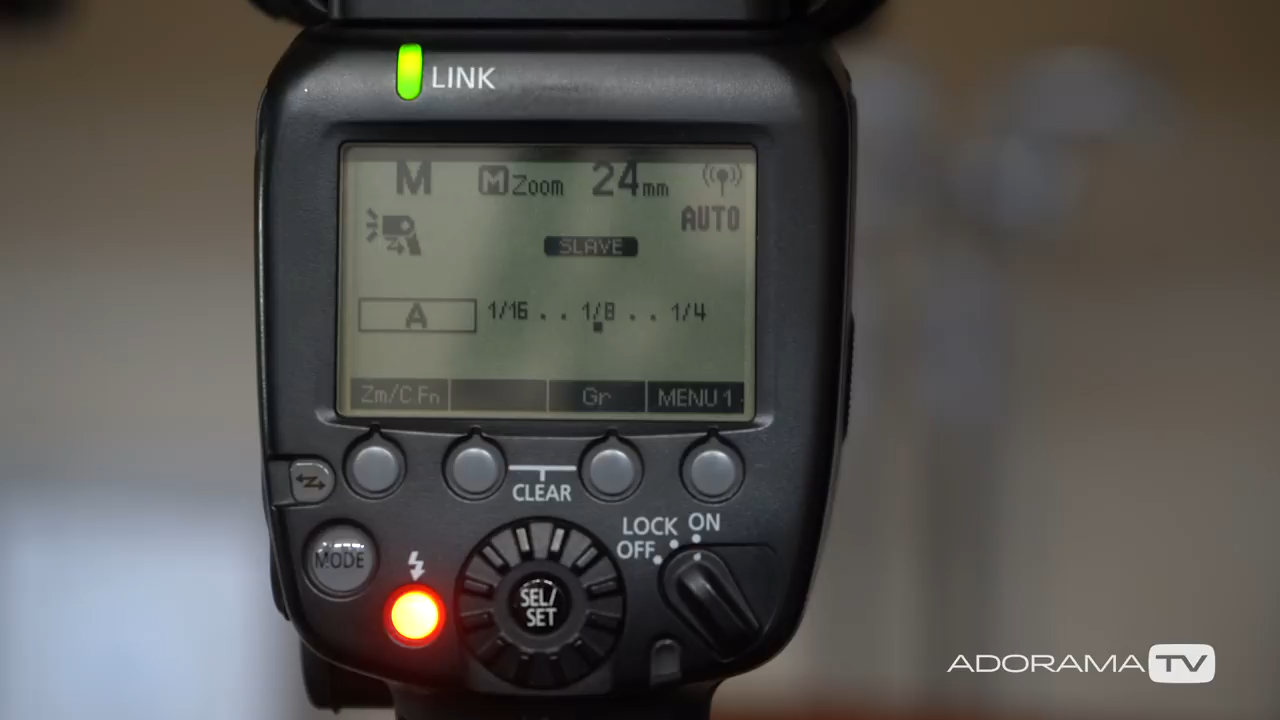 LINK
M M Zoom 24mm
AUTO
SLAVE
A 1/16 . . 1/8 . . 1/4
Zm/C.Fn Gr MENU 1
CLEAR
LOCK ON
OFF
MODE
SEL/
SET
ADORAMA TV